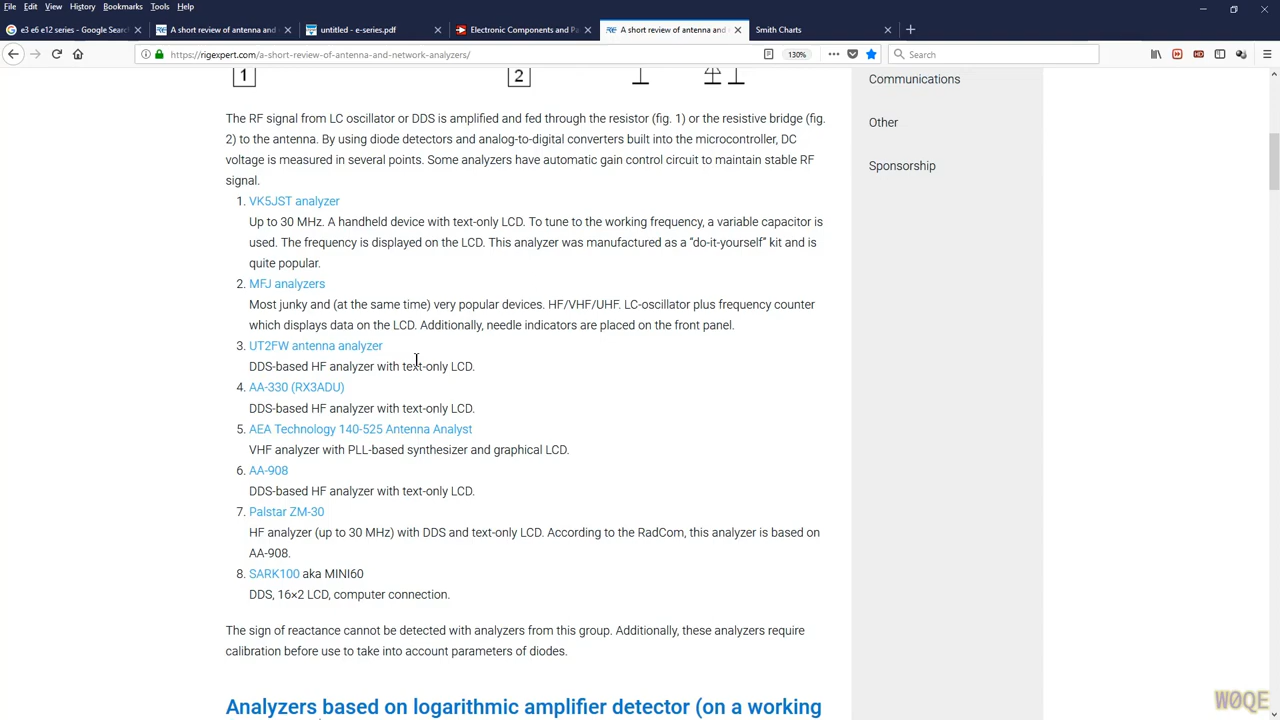 File Edit View History Bookmarks Tools Help
e3 e6 e12 series - Google Searc
A short review of antenna and
untitled - e-series.pdf
Electronic Components and Pa
A short review of antenna and
Smith Charts
https://rigexpert.com/a-short-review-of-antenna-and-network-analyzers/
130%
Search
1 2
The RF signal from LC oscillator or DDS is amplified and fed through the resistor (fig. 1) or the resistive bridge (fig.
2) to the antenna. By using diode detectors and analog-to-digital converters built into the microcontroller, DC
voltage is measured in several points. Some analyzers have automatic gain control circuit to maintain stable RF
signal.
1. VK5JST analyzer
Up to 30 MHz. A handheld device with text-only LCD. To tune to the working frequency, a variable capacitor is
used. The frequency is displayed on the LCD. This analyzer was manufactured as a “do-it-yourself” kit and is
quite popular.
2. MFJ analyzers
Most junky and (at the same time) very popular devices. HF/VHF/UHF. LC-oscillator plus frequency counter
which displays data on the LCD. Additionally, needle indicators are placed on the front panel.
3. UT2FW antenna analyzer
DDS-based HF analyzer with text-only LCD.
4. AA-330 (RX3ADU)
DDS-based HF analyzer with text-only LCD.
5. AEA Technology 140-525 Antenna Analyst
VHF analyzer with PLL-based synthesizer and graphical LCD.
6. AA-908
DDS-based HF analyzer with text-only LCD.
7. Palstar ZM-30
HF analyzer (up to 30 MHz) with DDS and text-only LCD. According to the RadCom, this analyzer is based on
AA-908.
8. SARK100 aka MINI60
DDS, 16×2 LCD, computer connection.
The sign of reactance cannot be detected with analyzers from this group. Additionally, these analyzers require
calibration before use to take into account parameters of diodes.
Analyzers based on logarithmic amplifier detector (on a working
Communications
Other
Sponsorship
WØQE